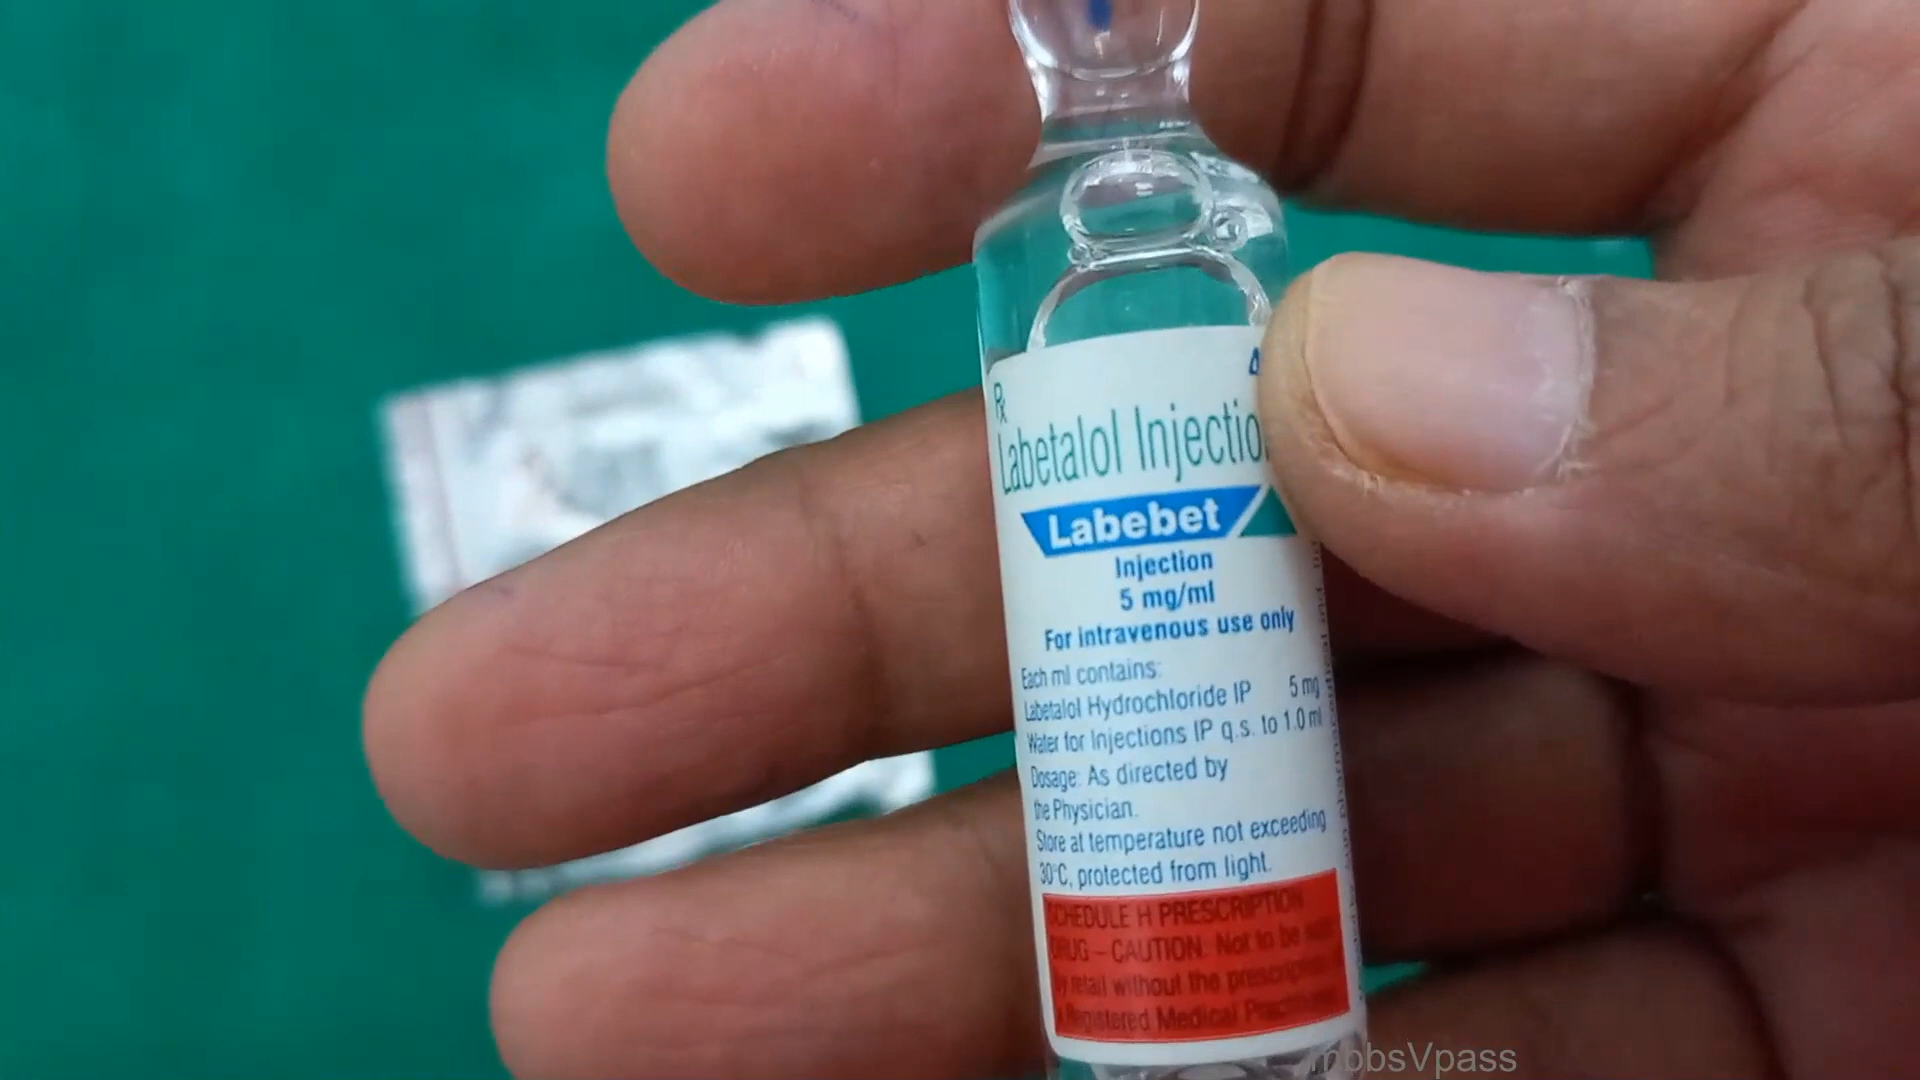 Rx
Labetalol Injectio
Labebet
Injection
5 mg/ml
For intravenous use only
Each ml contains:
Labetalol Hydrochloride IP 5 mg
Water for Injections IP q.s. to 1.0 ml
Dosage: As directed by
the Physician.
Store at temperature not exceeding
30°C, protected from light.
SCHEDULE H PRESCRIPTION
DRUG – CAUTION: Not to be
by retail without the
a Registered Medical
mbbsVpass